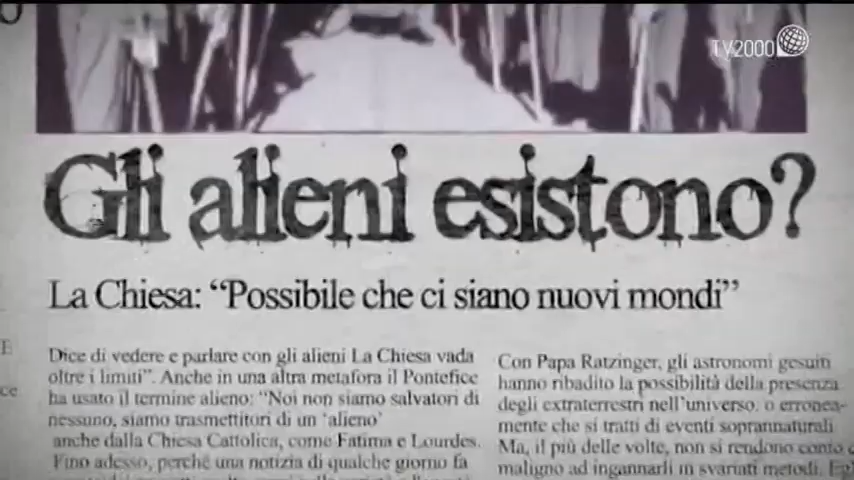 TV2000
Gli alieni esistono?
La Chiesa: “Possibile che ci siano nuovi mondi”
Dice di vedere e parlare con gli alieni La Chiesa vada
oltre i limiti”. Anche in una altra metafora il Pontefice
ha usato il termine alieno: “Noi non siamo salvatori di
nessuno, siamo trasmettitori di un ‘alieno’
anche dalla Chiesa Cattolica, come Fatima e Lourdes.
Fino adesso, perché una notizia di qualche giorno fa
Con Papa Ratzinger, gli astronomi gesuiti
hanno ribadito la possibilità della presenza
degli extraterrestri nell’universo. o erronea-
mente che si tratti di eventi soprannaturali
Ma, il più delle volte, non si rendono conto
maligno ad ingannarli in svariati metodi. Egl